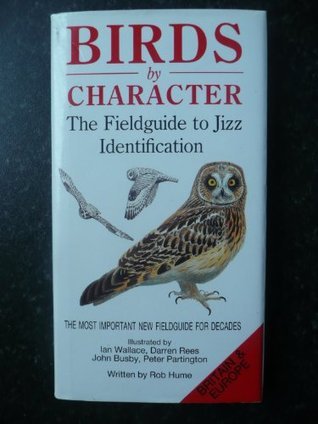 BIRDS
by
CHARACTER
The Fieldguide to Jizz
Identification
THE MOST IMPORTANT NEW FIELDGUIDE FOR DECADES
Illustrated by
Ian Wallace, Darren Rees
John Busby, Peter Partington
Written by Rob Hume
BRITAIN &
EUROPE